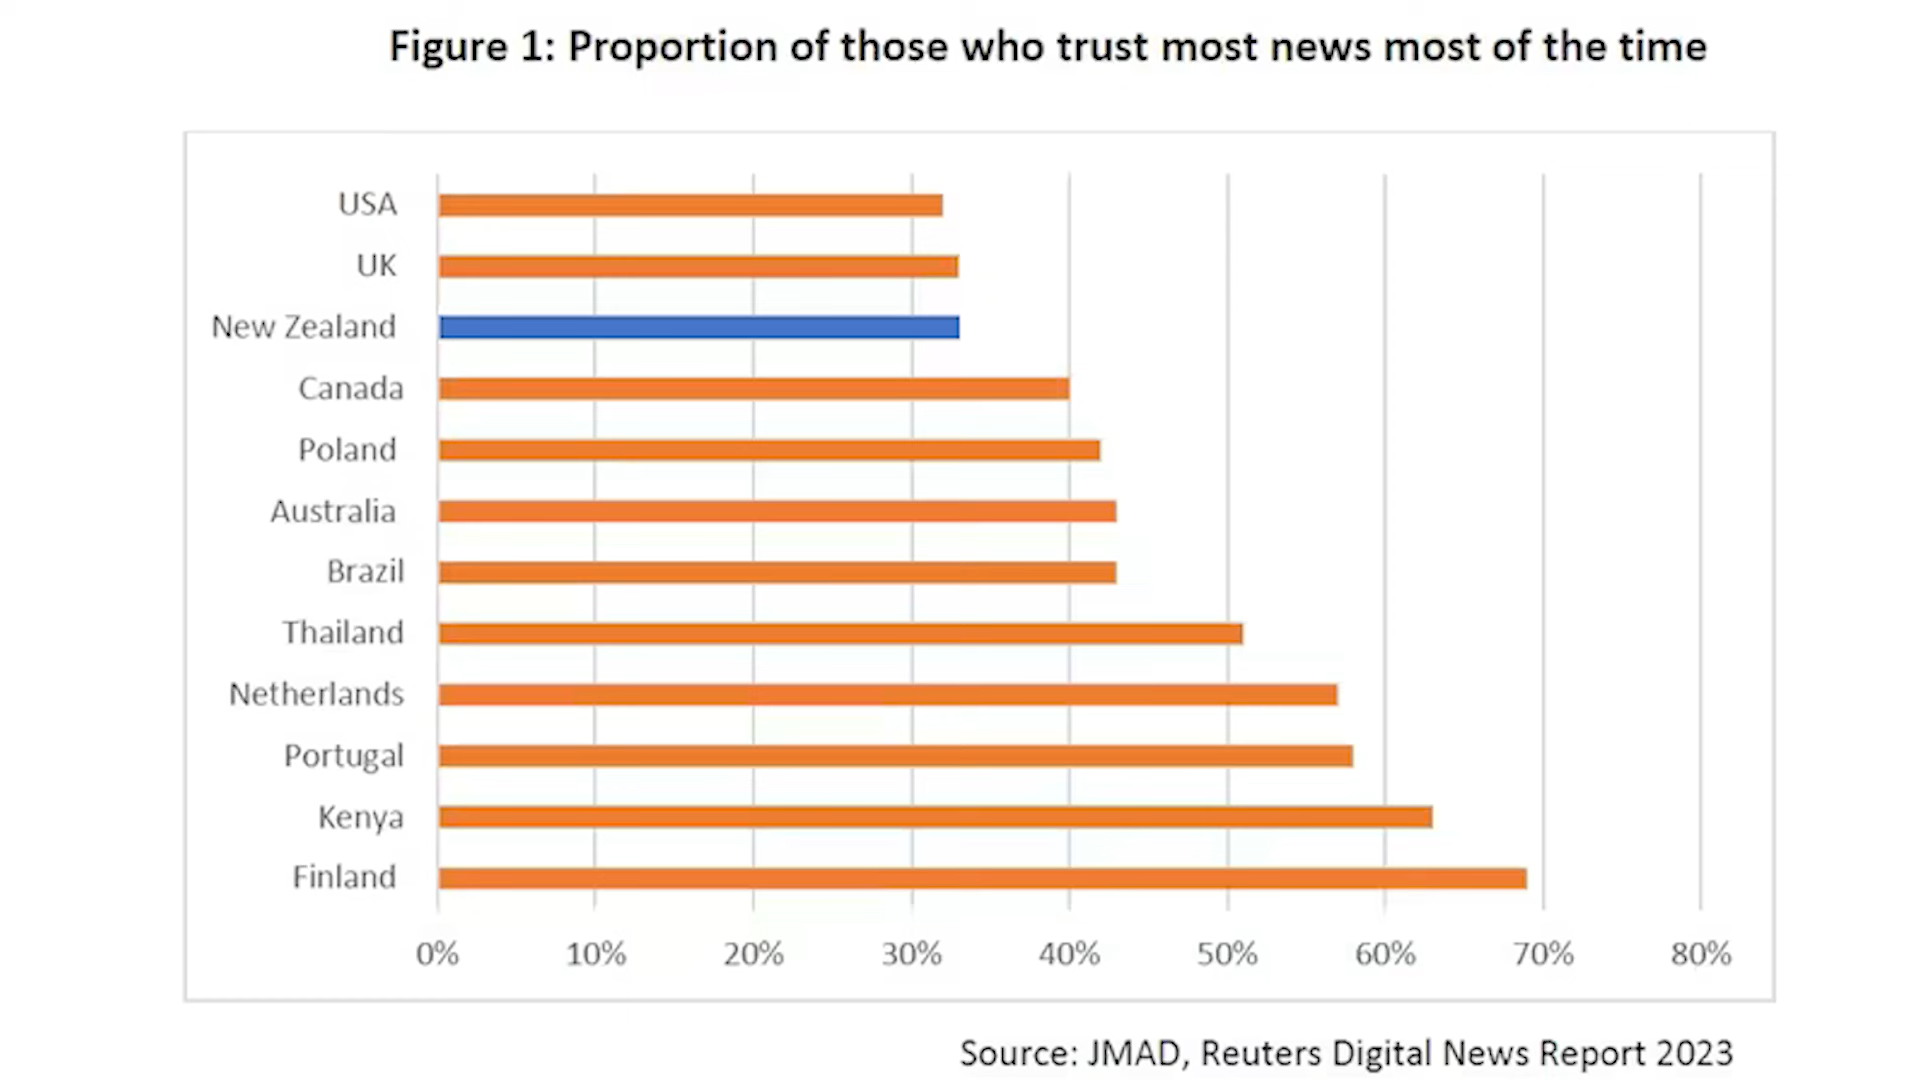 Figure 1: Proportion of those who trust most news most of the time
USA
UK
New Zealand
Canada
Poland
Australia
Brazil
Thailand
Netherlands
Portugal
Kenya
Finland
0% 10% 20% 30% 40% 50% 60% 70% 80%
Source: JMAD, Reuters Digital News Report 2023